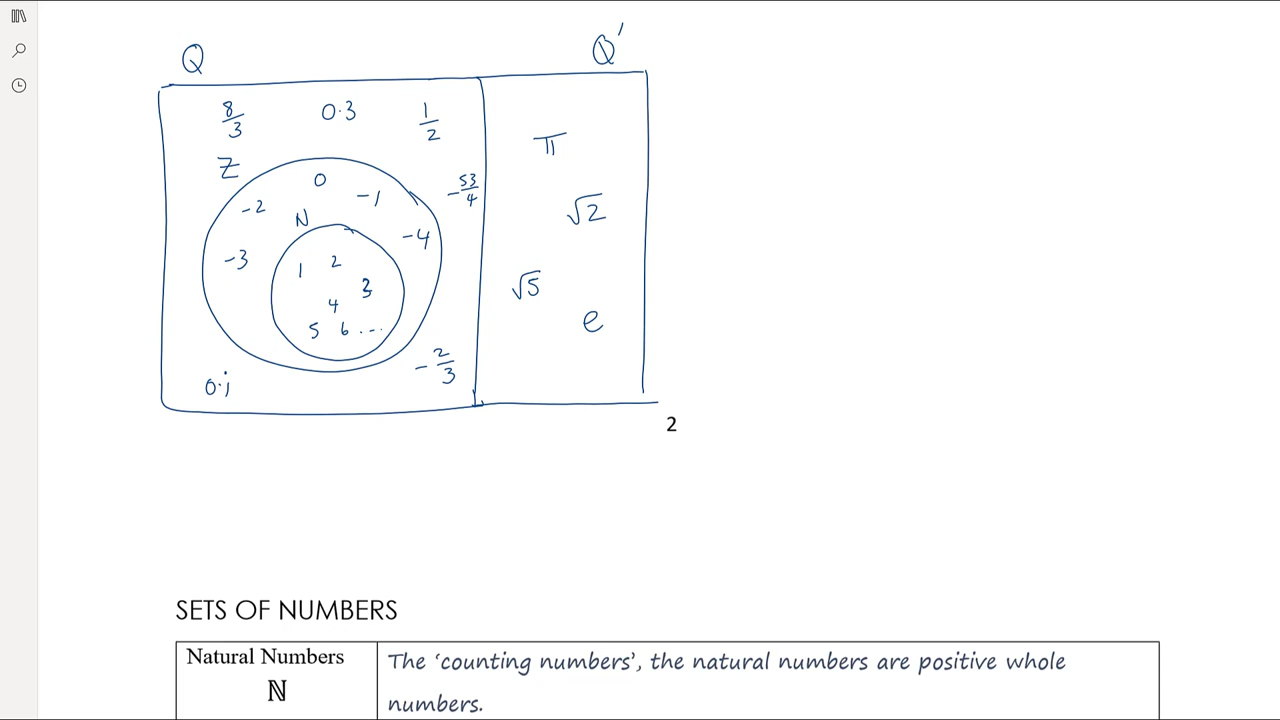 Q Q'
8/3 0·3 1/2
π
Z
0 -1 -53/4
-2 N √2
-3 -4
1 2
3
√5
4
5 6 ...
e
-2/3
0·i
2
SETS OF NUMBERS
Natural Numbers
ℕ
The ‘counting numbers’, the natural numbers are positive whole
numbers.